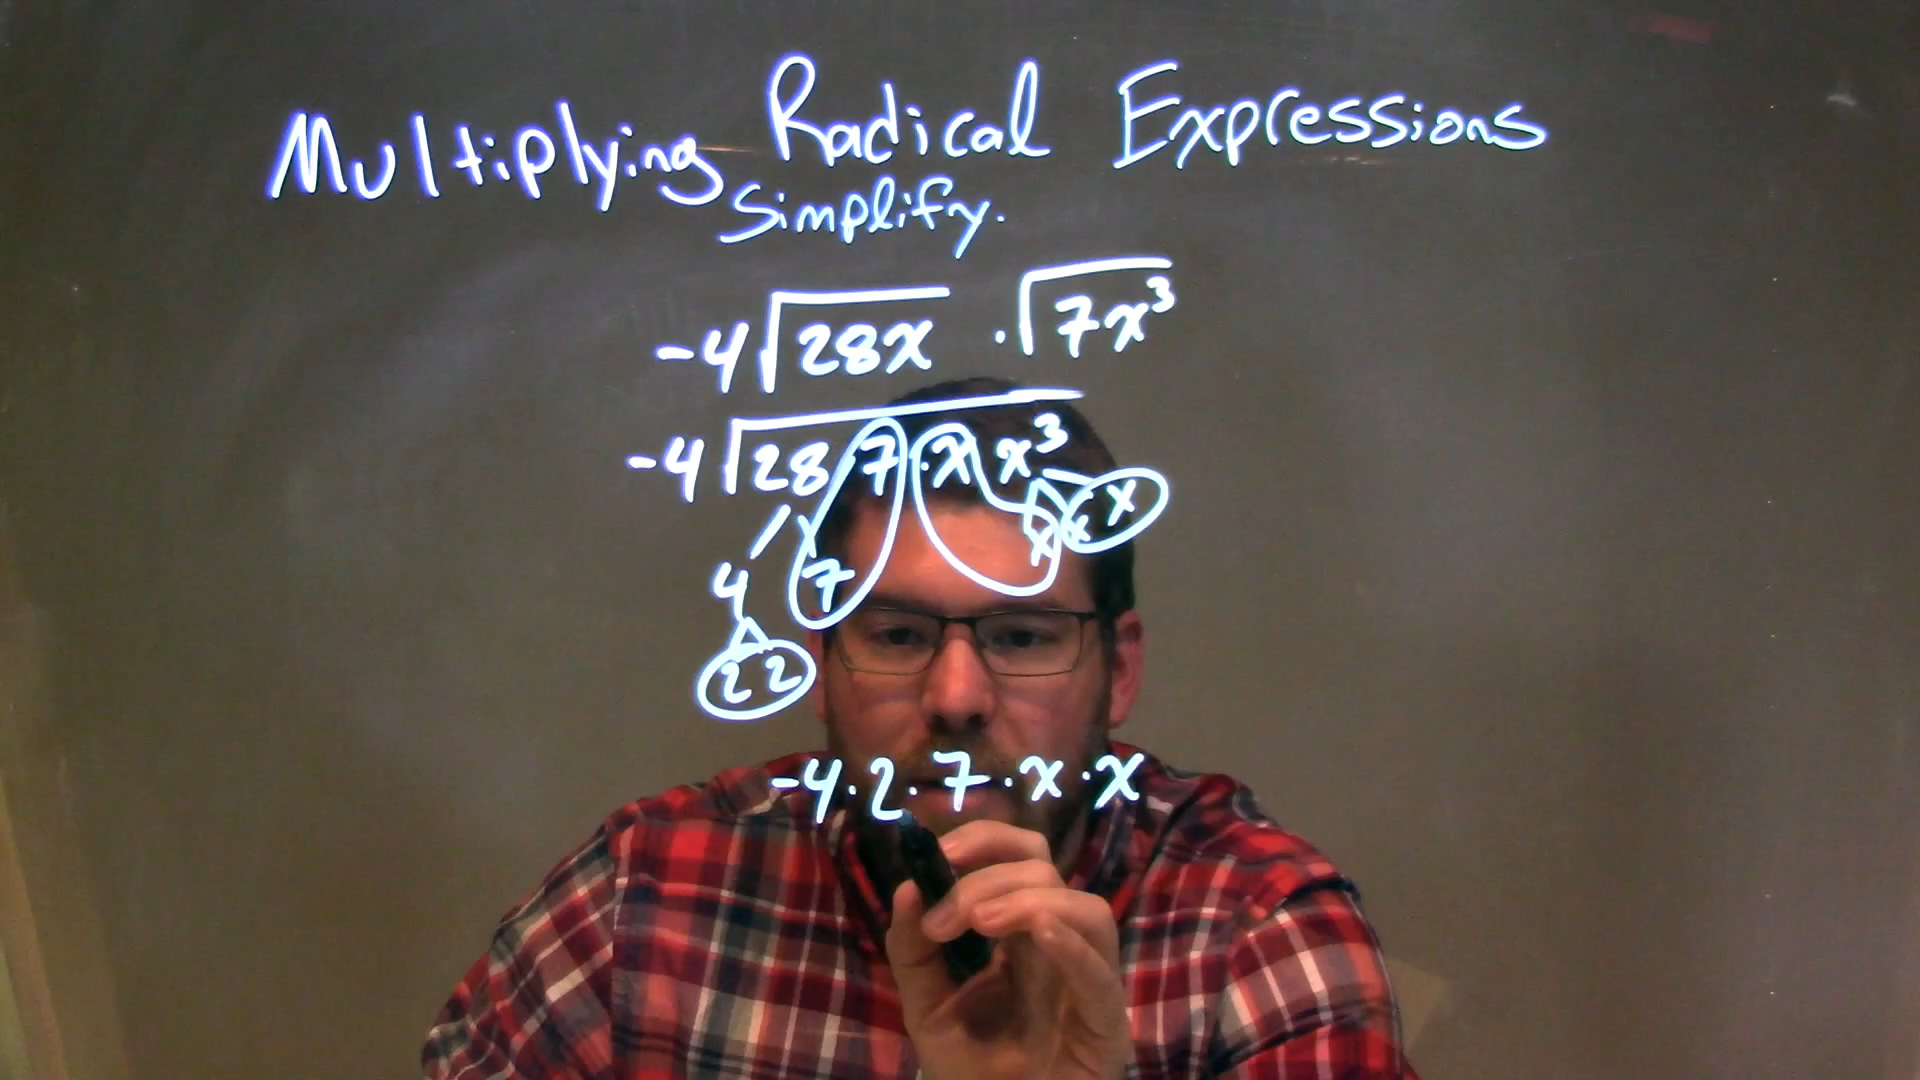 Multiplying Radical Expressions
Simplify.
-4√28x · √7x³
-4√28 7 · x x³
x x x
4 7
2 2
-4·2·7·x·x